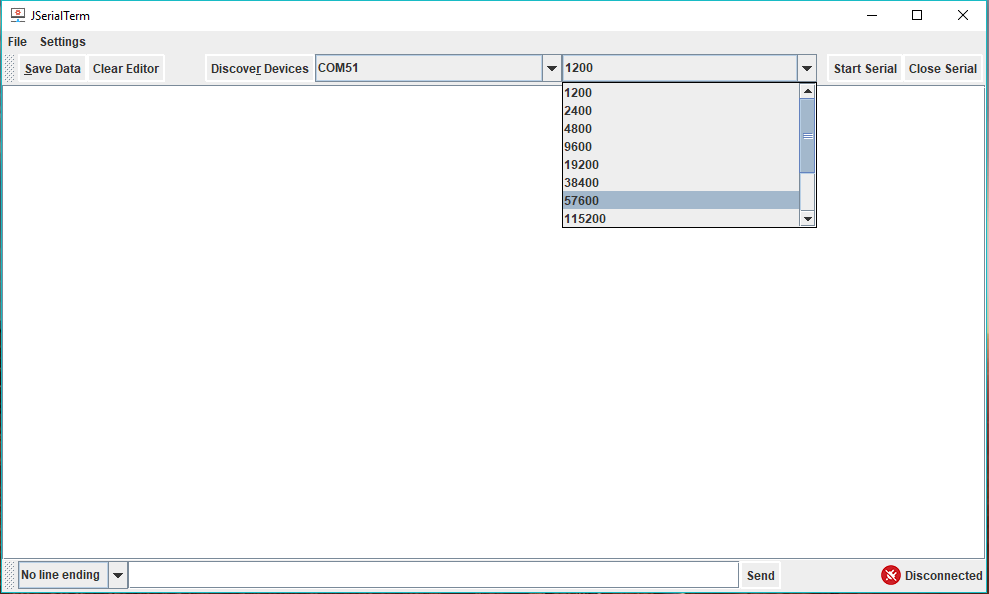 JSerialTerm
File Settings
Save Data Clear Editor Discover Devices COM51 1200 Start Serial Close Serial
1200
2400
4800
9600
19200
38400
57600
115200
No line ending Send Disconnected